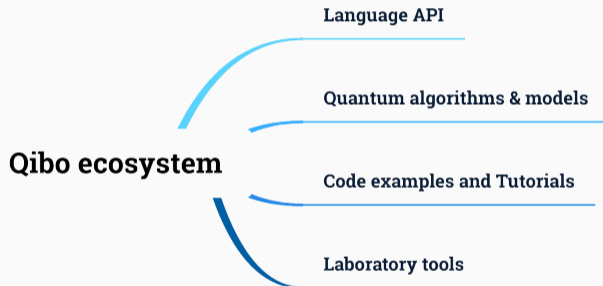 Language API
Quantum algorithms & models
Qibo ecosystem
Code examples and Tutorials
Laboratory tools